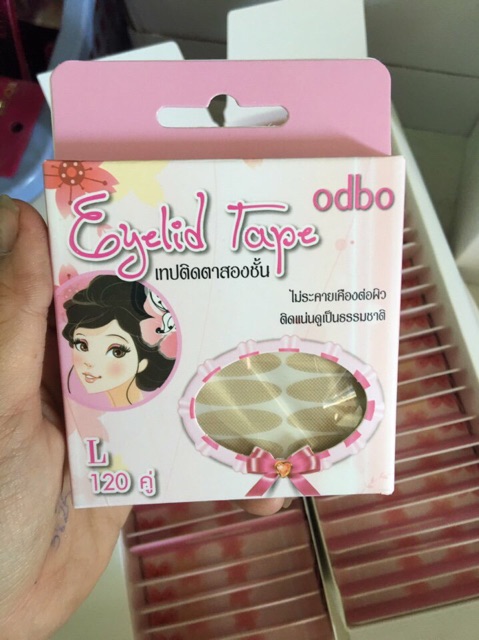 odbo
Eyelid Tape
เทปติดตาสองชั้น
ไม่ระคายเคืองต่อผิว
ติดแน่นดูเป็นธรรมชาติ
L
120 คู่